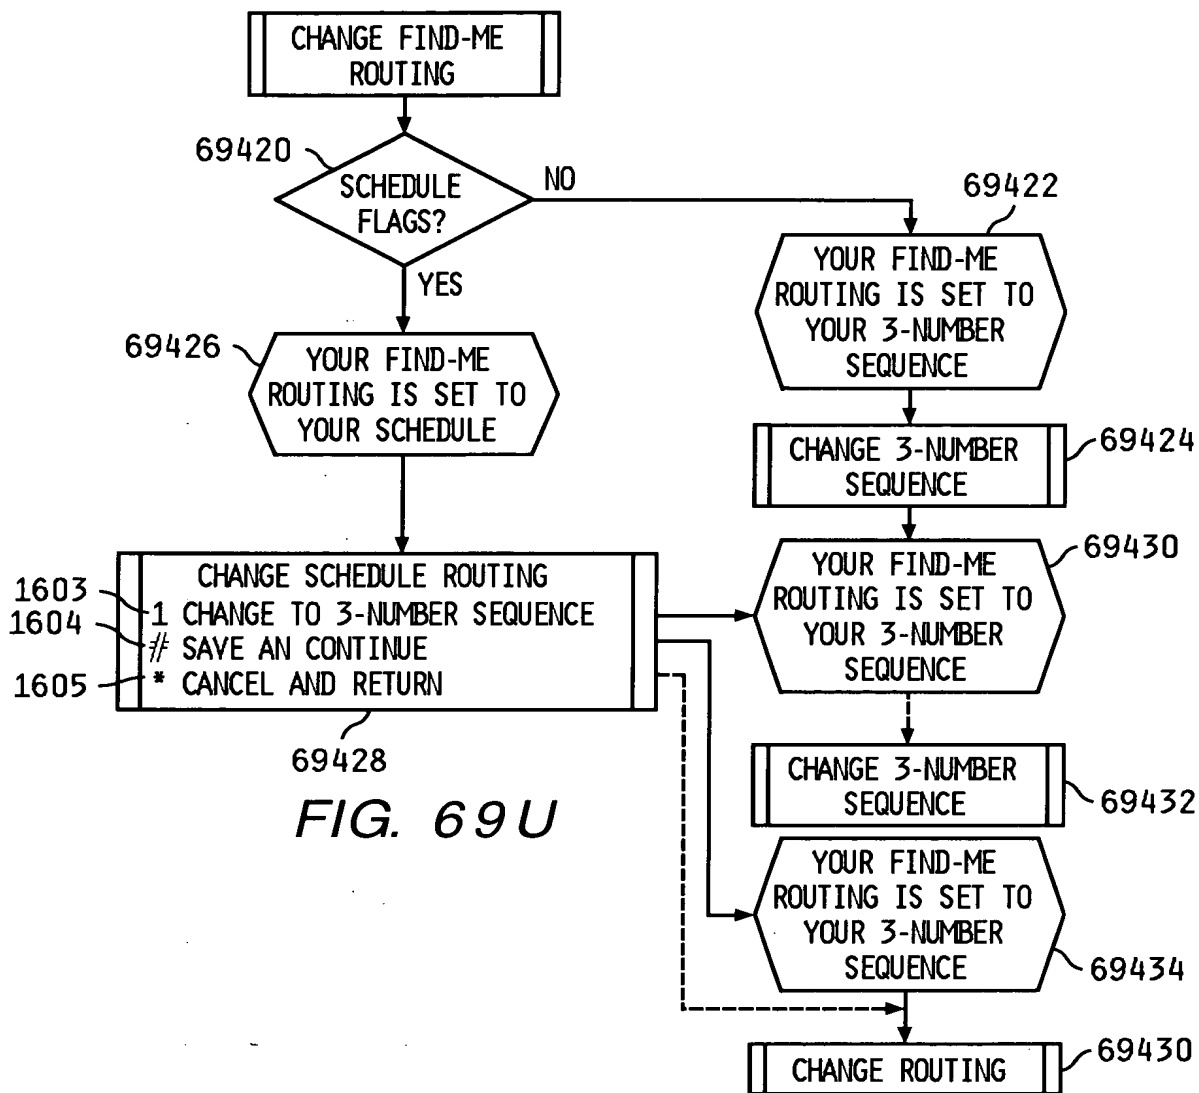 CHANGE FIND-ME
ROUTING
69420
SCHEDULE
FLAGS?
NO
YES
69422
YOUR FIND-ME
ROUTING IS SET TO
YOUR 3-NUMBER
SEQUENCE
69426
YOUR FIND-ME
ROUTING IS SET TO
YOUR SCHEDULE
CHANGE 3-NUMBER
SEQUENCE
69424
YOUR FIND-ME
ROUTING IS SET TO
YOUR 3-NUMBER
SEQUENCE
69430
CHANGE SCHEDULE ROUTING
1603
1 CHANGE TO 3-NUMBER SEQUENCE
1604
# SAVE AN CONTINUE
1605
* CANCEL AND RETURN
69428
CHANGE 3-NUMBER
SEQUENCE
69432
FIG. 69U
YOUR FIND-ME
ROUTING IS SET TO
YOUR 3-NUMBER
SEQUENCE
69434
CHANGE ROUTING
69430